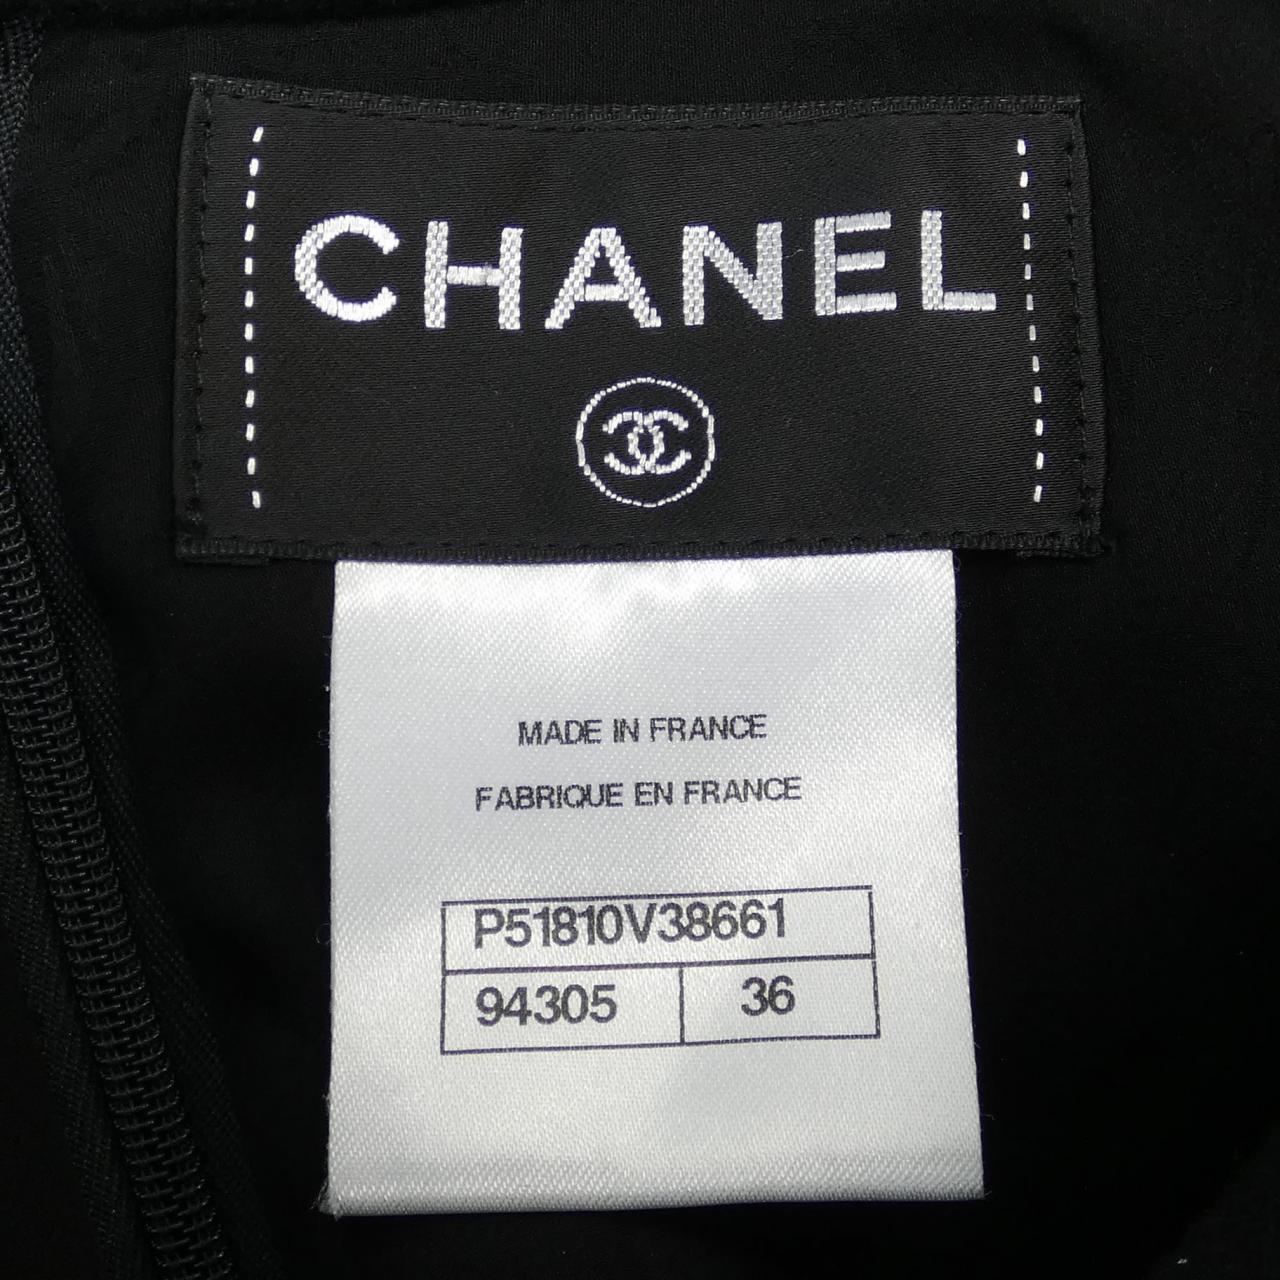 CHANEL
MADE IN FRANCE
FABRIQUE EN FRANCE
P51810V38661
94305 36